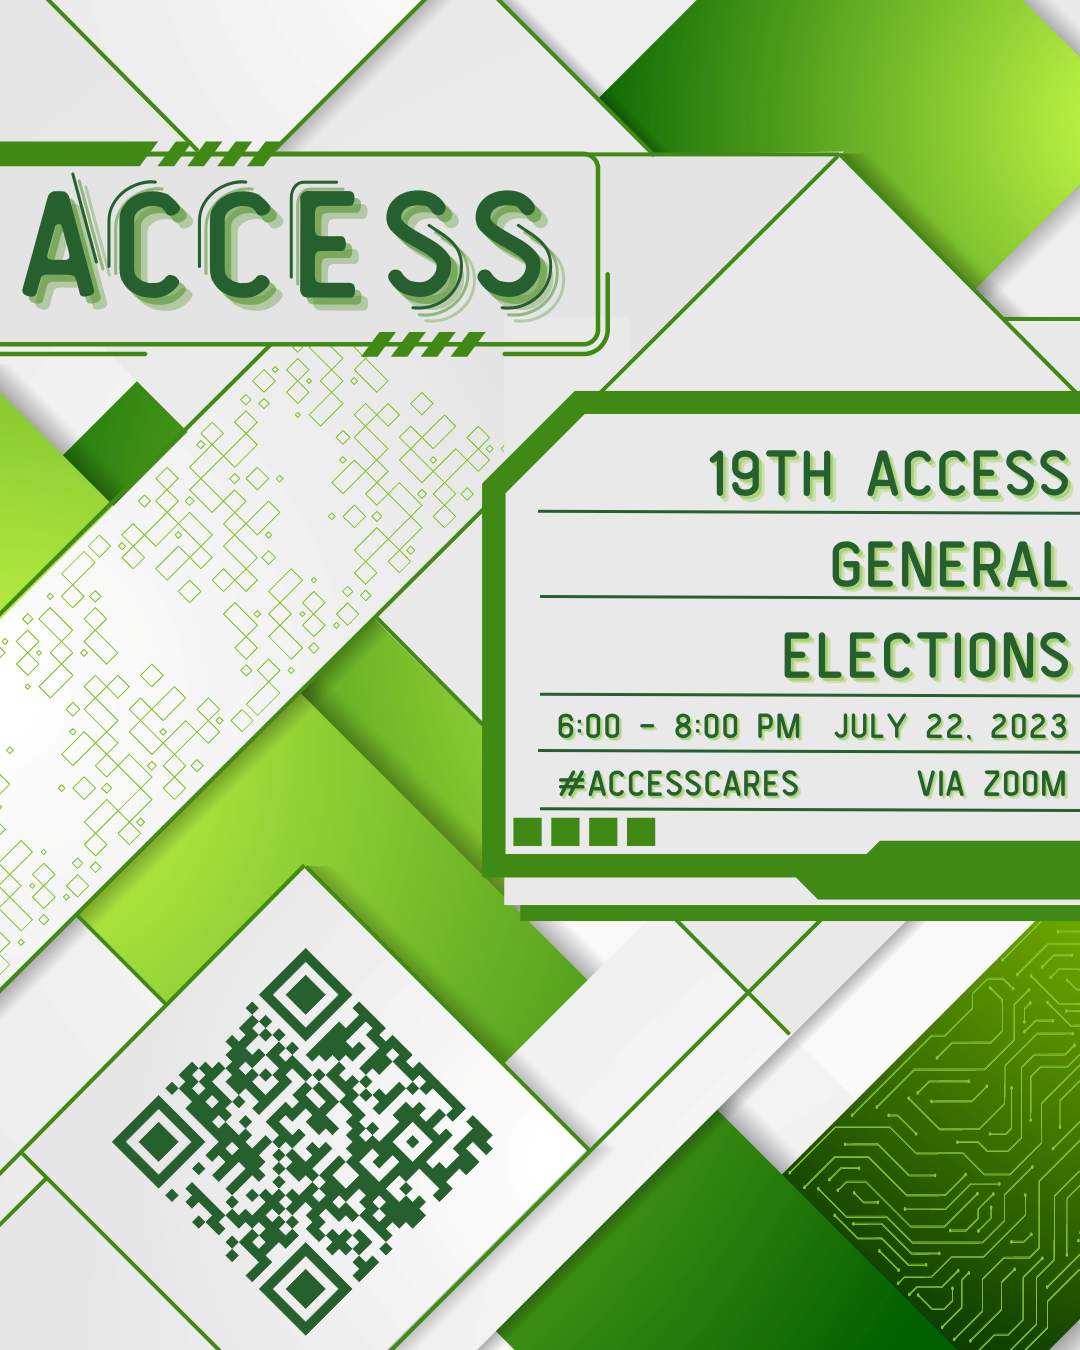 ACCESS
19TH ACCESS
GENERAL
ELECTIONS
6:00 - 8:00 PM JULY 22, 2023
#ACCESSCARES VIA ZOOM